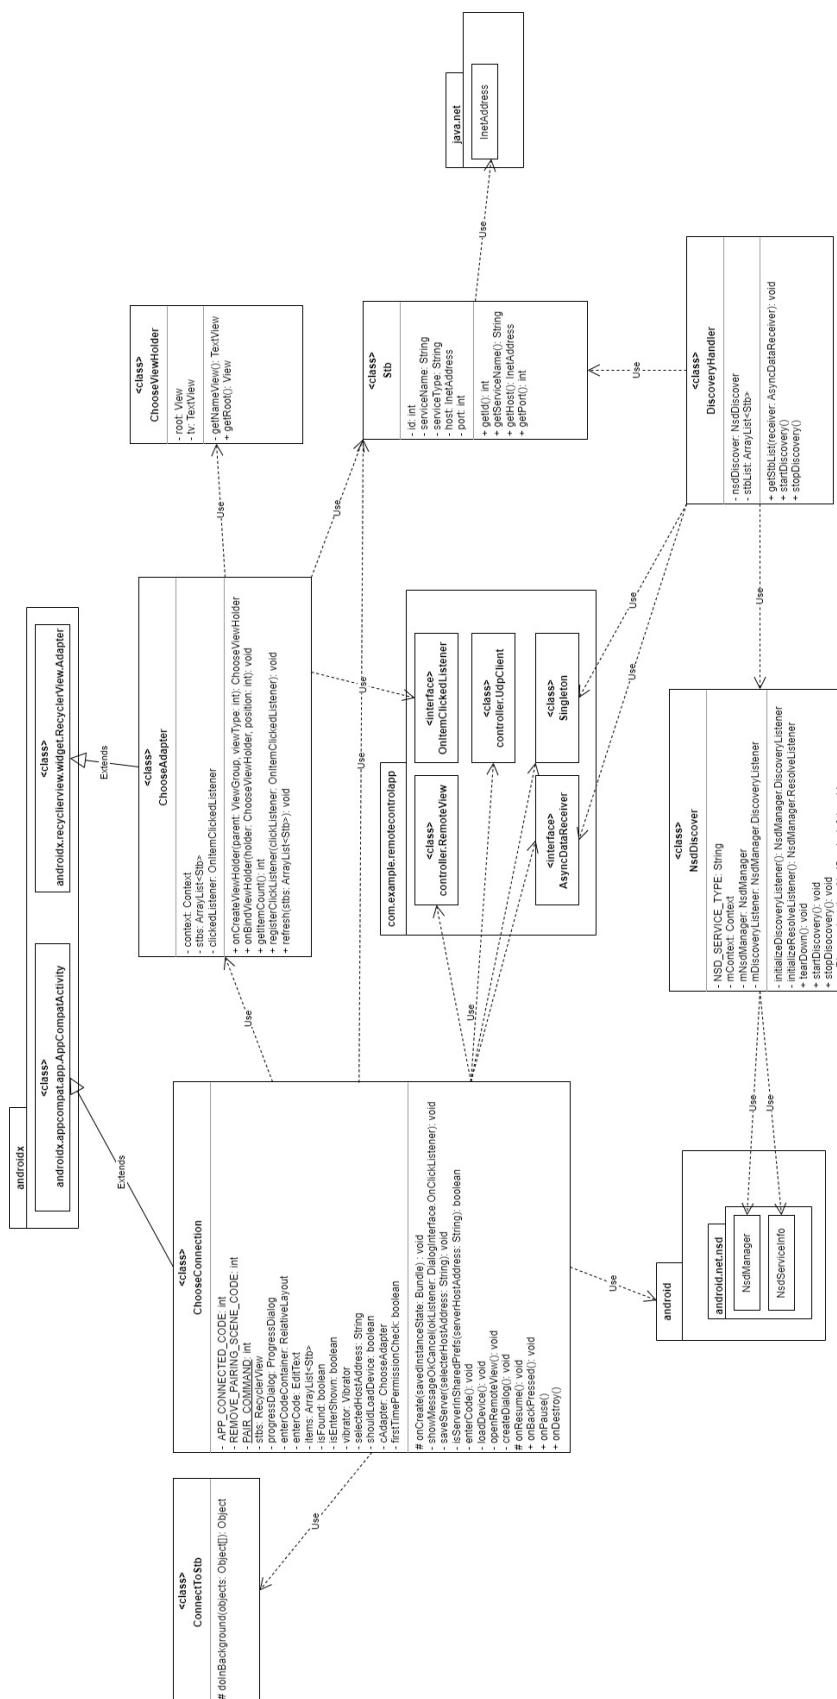 androidx
<class>
androidx.appcompat.app.AppCompatActivity
<class>
androidx.recyclierview.widget.RecyclerView.Adapter
Extends
Extends
<class>
ConnectToStb
# doInBackground(objects: Object[]): Object
Use
<class>
ChooseConnection
- APP_CONNECTED_CODE: int
- REMOVE_PAIRING_SCENE_CODE: int
- PAIR_COMMAND: int
- stbs: RecyclerView
- progressDialog: ProgressDialog
- enterCodeContainer: RelativeLayout
- enterCode: EditText
- items: ArrayList<Stb>
- isFound: boolean
- isEnterShown: boolean
- vibrator: Vibrator
- selectedHostAddress: String
- shouldLoadDevice: boolean
- cAdapter: ChooseAdapter
- firstTimePermissionCheck: boolean
# onCreate(savedInstanceState: Bundle) : void
- showMessageOkCancel(okListener: DialogInterface.OnClickListener): void
- saveServer(selecterHostAddress: String): void
- isServerInSharedPrefs(serverHostAddress: String): boolean
- enterCode(): void
- loadDevice(): void
- openRemoteView(): void
- createDialog(): void
# onResume(): void
+ onBackPressed(): void
+ onPause()
+ onDestroy()
Use
<class>
ChooseAdapter
- context: Context
- stbs: ArrayList<Stb>
- clickedListener: OnItemClickedListener
+ onCreateViewHolder(parent: ViewGroup, viewType: int): ChooseViewHolder
+ onBindViewHolder(holder: ChooseViewHolder, position: int): void
+ getItemCount(): int
+ registerClickListener(clickListener: OnItemClickedListener): void
+ refresh(stbs: ArrayList<Stb>): void
Use
<class>
ChooseViewHolder
- root: View
- tv: TextView
- getNameView(): TextView
+ getRoot(): View
Use
Use
Use
<class>
Stb
- id: int
- serviceName: String
- serviceType: String
- host: InetAddress
- port: int
+ getId(): int
+ getServiceName(): String
+ getHost(): InetAddress
+ getPort(): int
Use
java.net
InetAddress
com.example.remotecontrolapp
<class>
controller.RemoteView
<interface>
OnItemClickedListener
<class>
controller.UdpClient
<interface>
AsyncDataReceiver
<class>
Singleton
Use
Use
android
android.net.nsd
NsdManager
NsdServiceInfo
Use
Use
<class>
NsdDiscover
- NSD_SERVICE_TYPE: String
- mContext: Context
- mNsdManager: NsdManager
- mDiscoveryListener: NsdManager.DiscoveryListener
- initializeDiscoveryListener(): NsdManager.DiscoveryListener
- initializeResolveListener(): NsdManager.ResolveListener
+ tearDown(): void
+ startDiscovery(): void
+ stopDisocovery(): void
Use
Use
Use
Use
<class>
DiscoveryHandler
- nsdDiscover: NsdDiscover
- stbList: ArrayList<Stb>
+ getStbList(receiver: AsyncDataReceiver): void
+ startDiscovery()
+ stopDiscovery()